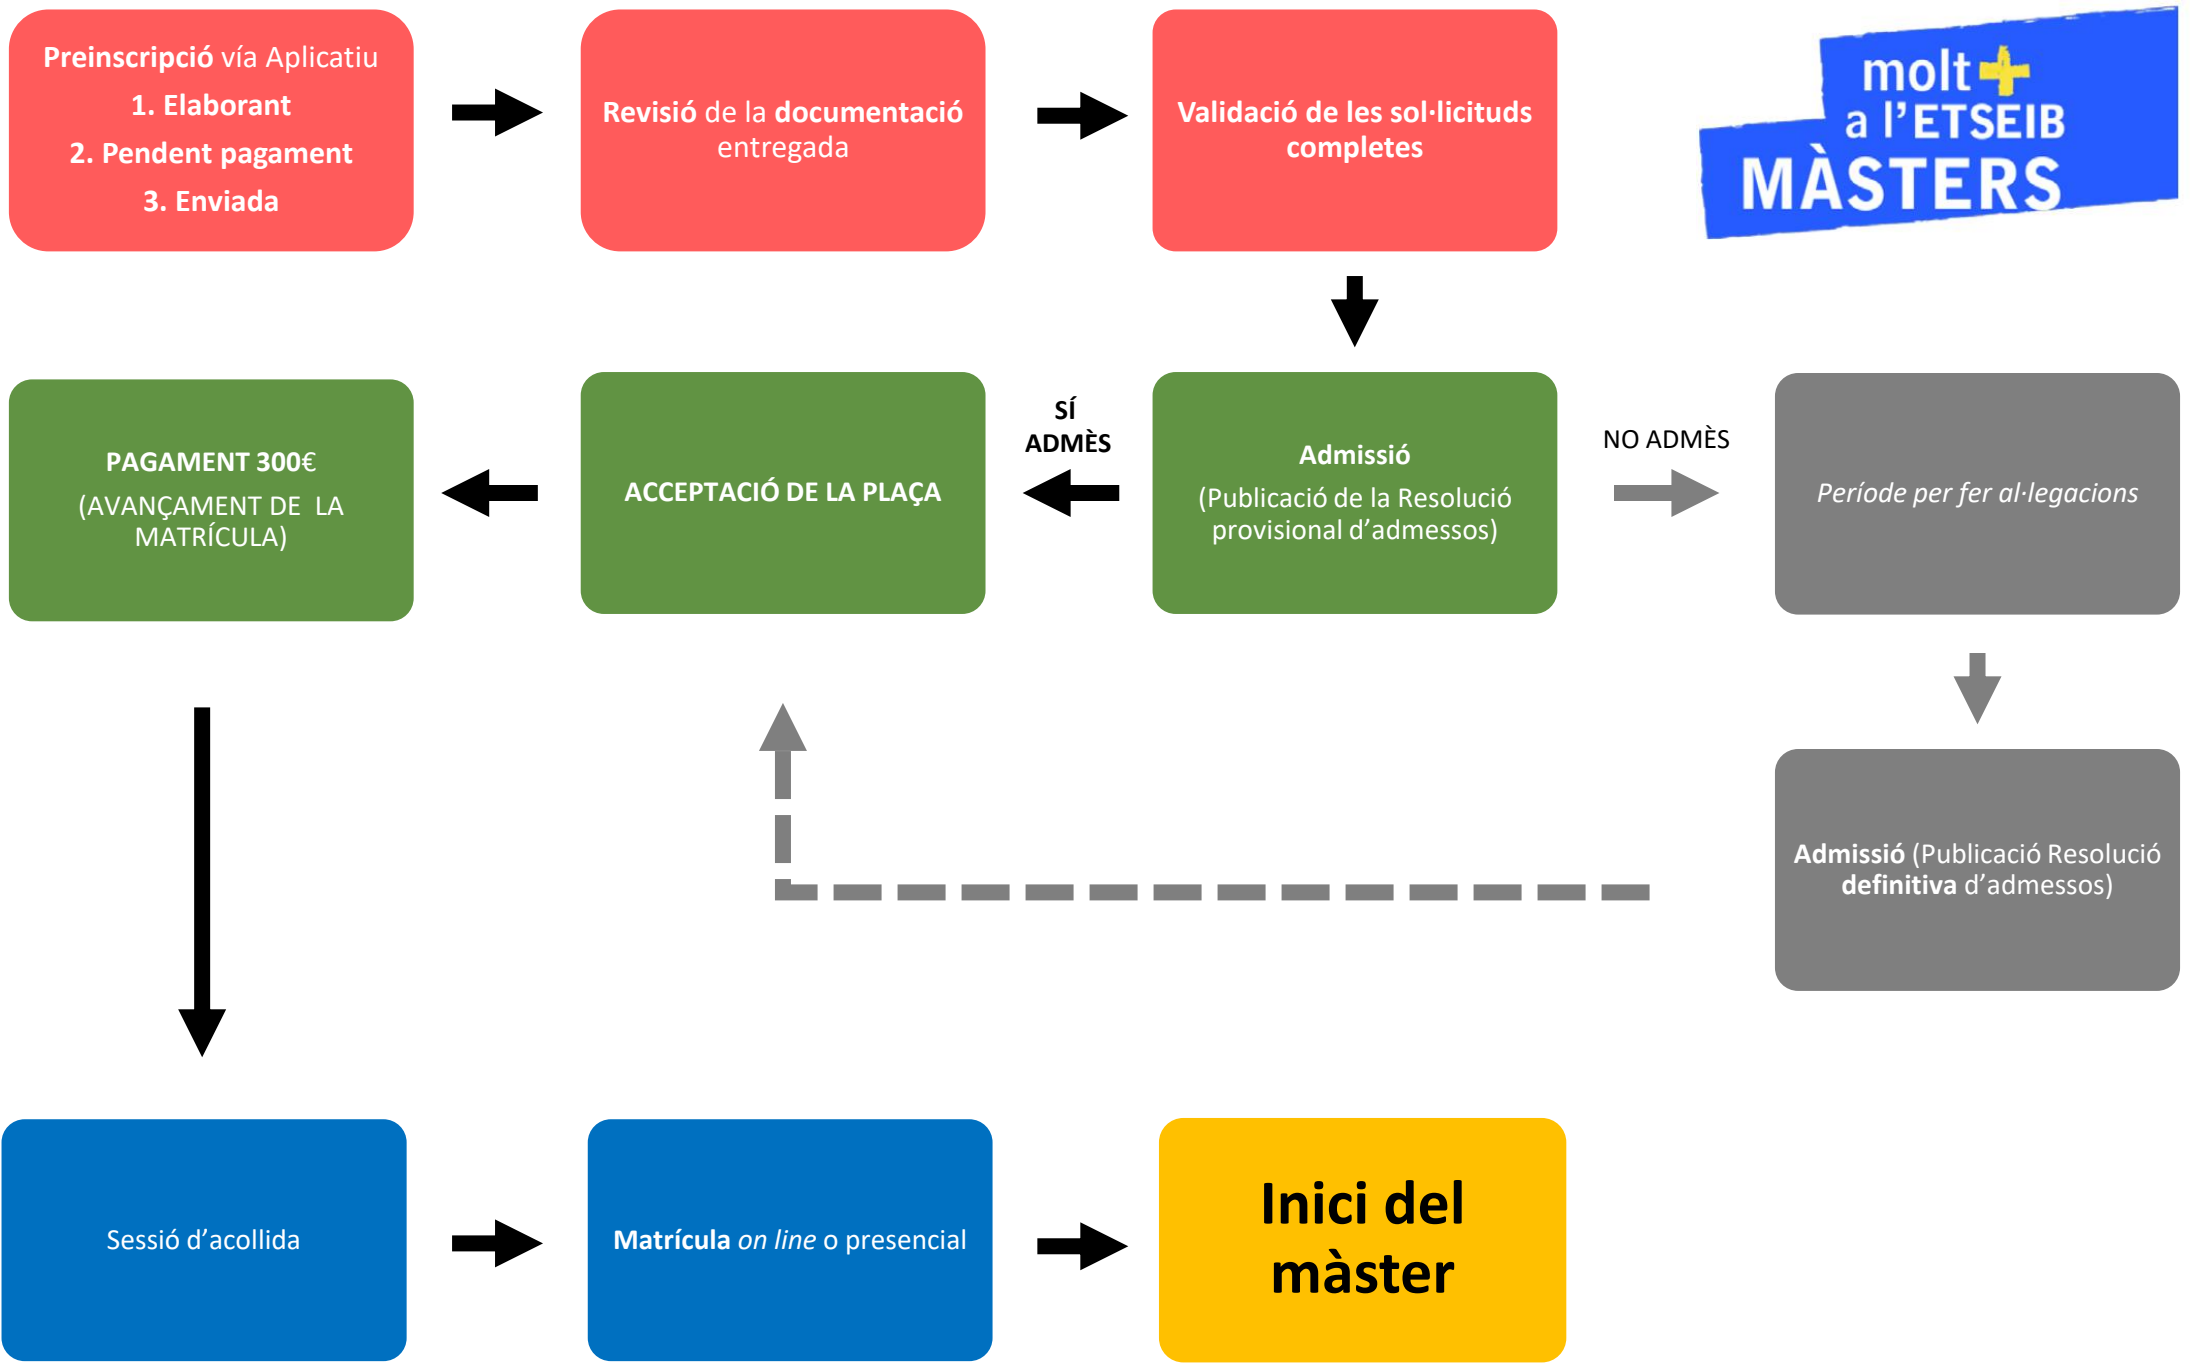 Preinscripció vía Aplicatiu
1. Elaborant
2. Pendent pagament
3. Enviada
Revisió de la documentació
entregada
Validació de les sol·licituds
completes
molt +
a l'ETSEIB
MÀSTERS
PAGAMENT 300€
(AVANÇAMENT DE LA
MATRÍCULA)
ACCEPTACIÓ DE LA PLAÇA
SÍ
ADMÈS
Admissió
(Publicació de la Resolució
provisional d'admessos)
NO ADMÈS
Període per fer al·legacions
Admissió (Publicació Resolució
definitiva d'admessos)
Sessió d'acollida
Matrícula on line o presencial
Inici del
màster